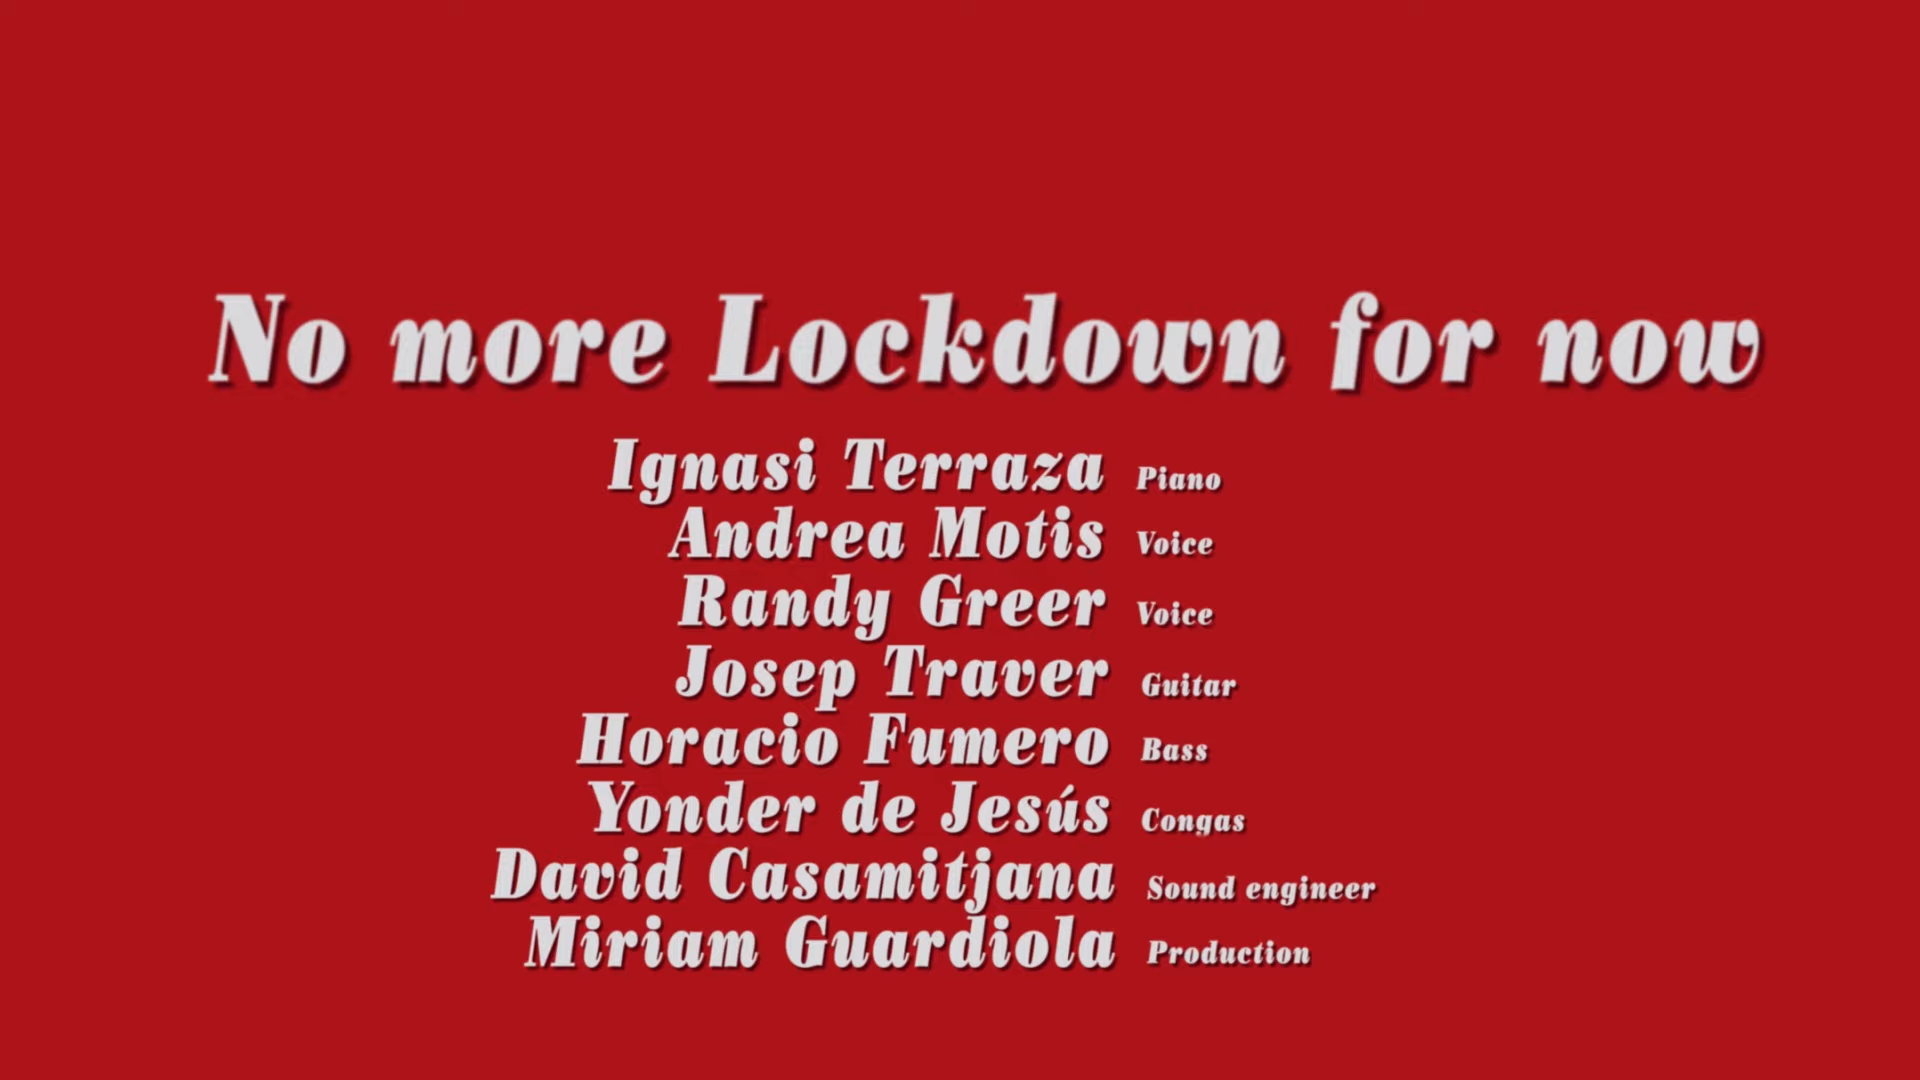 No more Lockdown for now
Ignasi Terraza Piano
Andrea Motis Voice
Randy Greer Voice
Josep Traver Guitar
Horacio Fumero Bass
Yonder de Jesús Congas
David Casamitjana Sound engineer
Miriam Guardiola Production